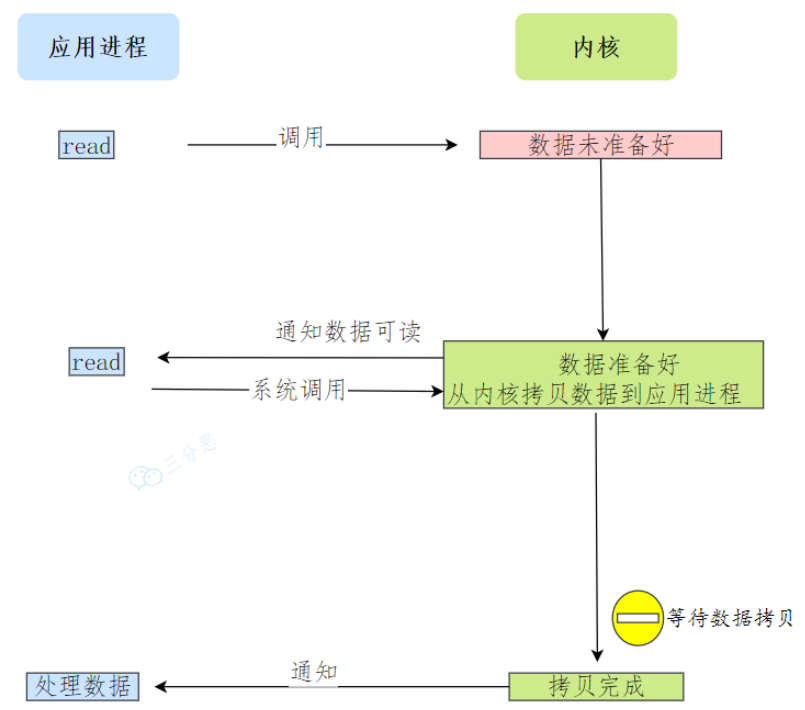 应用进程
内核
read
调用
数据未准备好
通知数据可读
read
数据准备好
系统调用
从内核拷贝数据到应用进程
三分恶
等待数据拷贝
处理数据
通知
拷贝完成